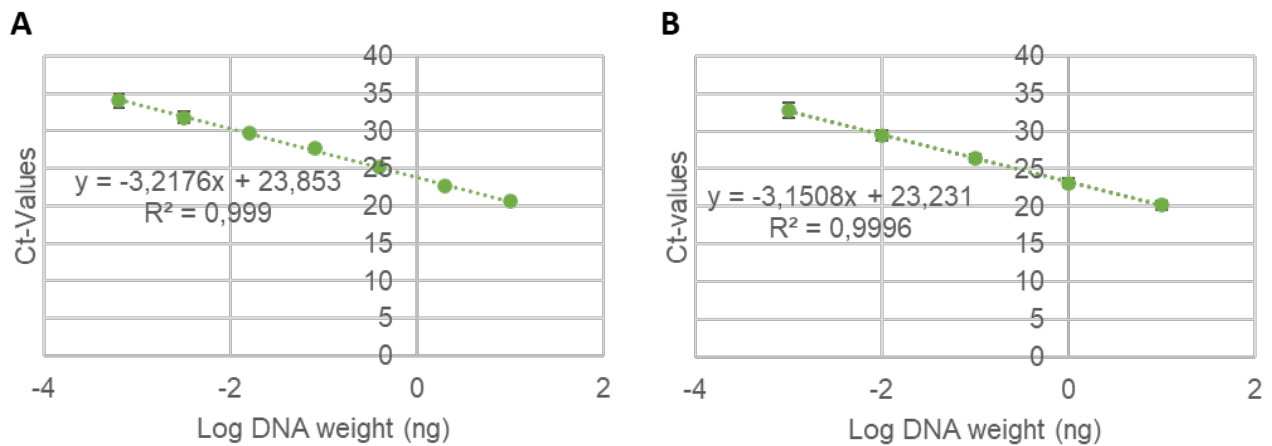 A
40
35
30
25
20
15
10
5
0
Ct-Values
y = -3,2176x + 23,853
R² = 0,999
-4 -2 0 2
Log DNA weight (ng)
B
40
35
30
25
20
15
10
5
0
Ct-values
y = -3,1508x + 23,231
R² = 0,9996
-4 -2 0 2
Log DNA weight (ng)